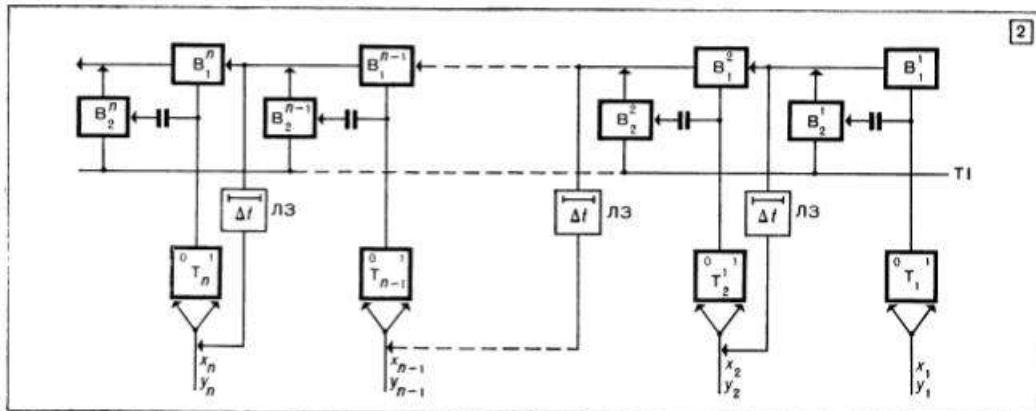 2
B₁ⁿ B₁ⁿ⁻¹ B₁² B₁¹
B₂ⁿ B₂ⁿ⁻¹ B₂² B₂¹
TI
Δt ЛЗ Δt ЛЗ Δt ЛЗ
0 1 0 1 0 1 0 1
Tₙ Tₙ₋₁ T₂¹ T₁
xₙ xₙ₋₁ x₂ x₁
yₙ yₙ₋₁ y₂ y₁